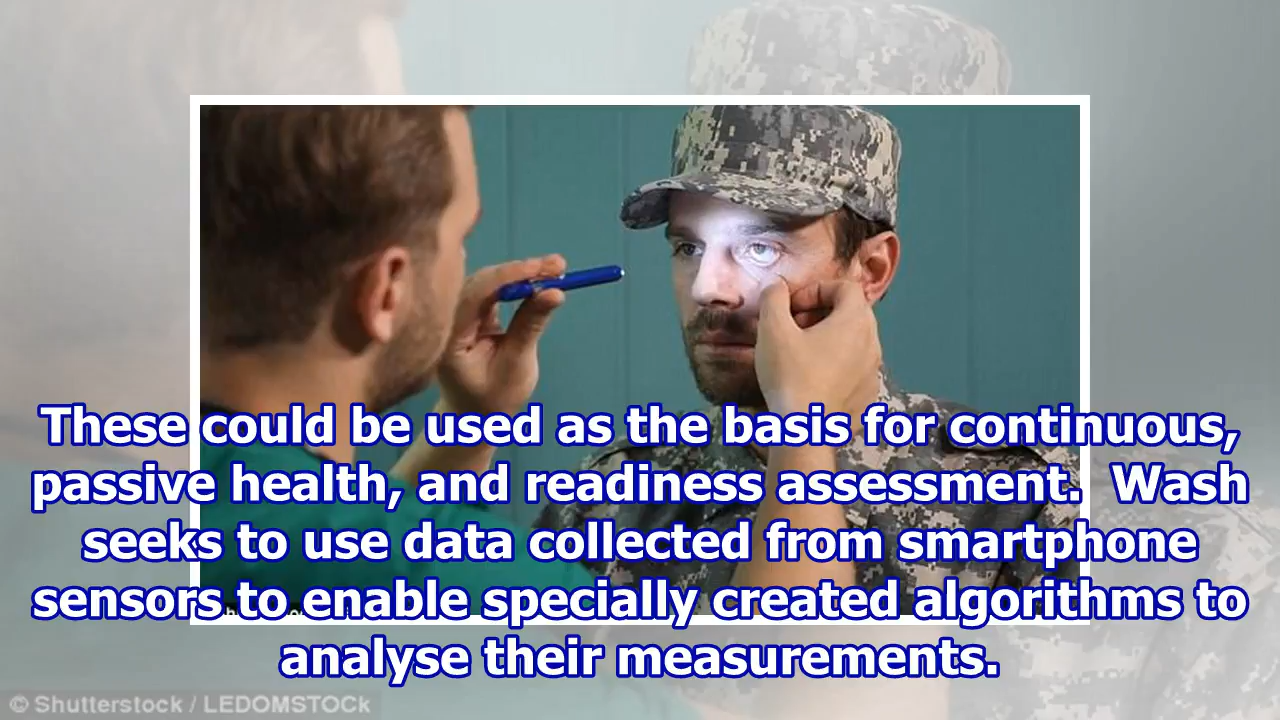 These could be used as the basis for continuous,
passive health, and readiness assessment.  Wash
seeks to use data collected from smartphone
sensors to enable specially created algorithms to
analyse their measurements.
© Shutterstock / LEDOMSTOCK